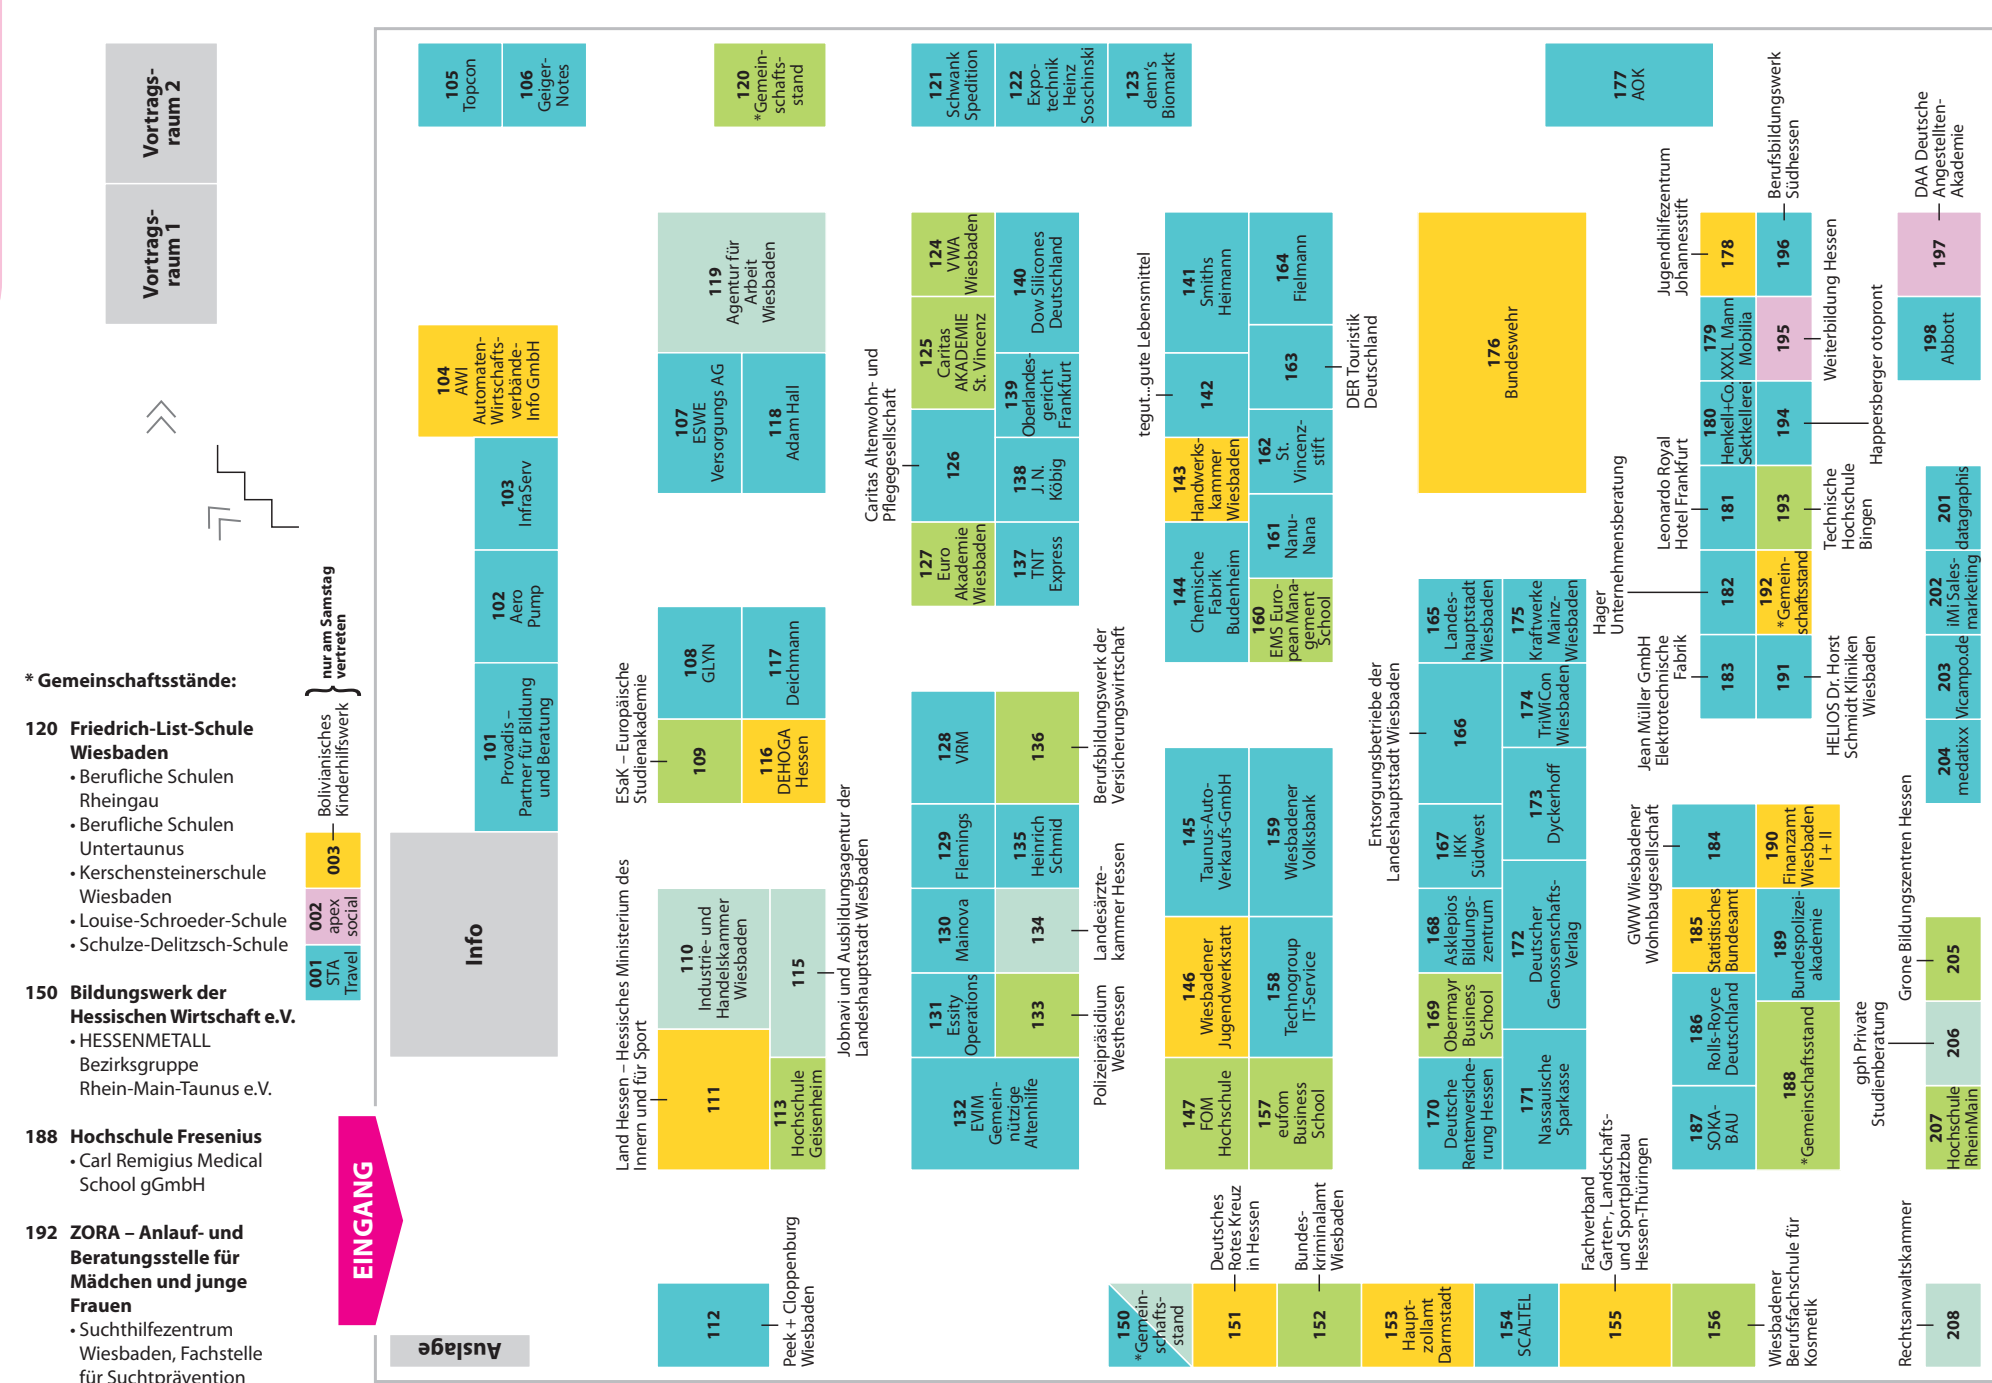 Vortrags-
raum 2
Vortrags-
raum 1
* Gemeinschaftsstände:
120 Friedrich-List-Schule
Wiesbaden
• Berufliche Schulen
Rheingau
• Berufliche Schulen
Untertaunus
• Kerschensteinerschule
Wiesbaden
• Louise-Schroeder-Schule
• Schulze-Delitzsch-Schule
150 Bildungswerk der
Hessischen Wirtschaft e.V.
• HESSENMETALL
Bezirksgruppe
Rhein-Main-Taunus e.V.
188 Hochschule Fresenius
• Carl Remigius Medical
School gGmbH
192 ZORA – Anlauf- und
Beratungsstelle für
Mädchen und junge
Frauen
• Suchthilfezentrum
Wiesbaden, Fachstelle
für Suchtprävention
nur am Samstag
vertreten
001
STA
Travel
002
apex
social
003
Bolivianisches
Kinderhilfswerk
EINGANG
Auslage
Info
101
Provadis –
Partner für Bildung
und Beratung
102
Aero
Pump
103
InfraServ
104
AWI
Automaten-
Wirtschafts-
verbände-
Info GmbH
105
Topcon
106
Geiger-
Notes
107
ESWE
Versorgungs AG
108
GLYN
109
ESaK – Europäische
Studienakademie
110
Industrie- und
Handelskammer
Wiesbaden
111
Land Hessen – Hessisches Ministerium des
Innern und für Sport
112
Peek + Cloppenburg
Wiesbaden
113
Hochschule
Geisenheim
115
Jobnavi und Ausbildungsagentur der
Landeshauptstadt Wiesbaden
116
DEHOGA
Hessen
117
Deichmann
118
Adam Hall
119
Agentur für
Arbeit
Wiesbaden
120
*Gemein-
schafts-
stand
121
Schwank
Spedition
122
Expo-
technik
Heinz
Soschinski
123
denn's
Biomarkt
124
VWA
Wiesbaden
125
Caritas
AKADEMIE
St. Vincenz
126
Caritas Altenwohn- und
Pflegegesellschaft
127
Euro
Akademie
Wiesbaden
128
VRM
129
Flemings
130
Mainova
131
Essity
Operations
132
EVIM
Gemein-
nützige
Altenhilfe
133
Polizeipräsidium
Westhessen
134
Landesärzte-
kammer Hessen
135
Heinrich
Schmid
136
Berufsbildungswerk der
Versicherungswirtschaft
137
TNT
Express
138
J. N.
Köbig
139
Oberlandes-
gericht
Frankfurt
140
Dow Silicones
Deutschland
141
Smiths
Heimann
142
tegut...gute Lebensmittel
143
Handwerks-
kammer
Wiesbaden
144
Chemische
Fabrik
Budenheim
145
Taunus-Auto-
Verkaufs-GmbH
146
Wiesbadener
Jugendwerkstatt
147
FOM
Hochschule
150
*Gemein-
schafts-
stand
151
Deutsches
Rotes Kreuz
in Hessen
152
Bundes-
kriminalamt
Wiesbaden
153
Haupt-
zollamt
Darmstadt
154
SCALTEL
155
Fachverband
Garten-, Landschafts-
und Sportplatzbau
Hessen-Thüringen
156
Wiesbadener
Berufsfachschule für
Kosmetik
157
eufom
Business
School
158
Technogroup
IT-Service
159
Wiesbadener
Volksbank
160
EMS Euro-
pean Mana-
gement
School
161
Nanu-
Nana
162
St.
Vincenz-
stift
163
DER Touristik
Deutschland
164
Fielmann
165
Landes-
hauptstadt
Wiesbaden
166
Entsorgungsbetriebe der
Landeshauptstadt Wiesbaden
167
IKK
Südwest
168
Asklepios
Bildungs-
zentrum
169
Obermayr
Business
School
170
Deutsche
Rentenversiche-
rung Hessen
171
Nassauische
Sparkasse
172
Deutscher
Genossenschafts-
Verlag
173
Dyckerhoff
174
TriWiCon
Wiesbaden
175
Kraftwerke
Mainz-
Wiesbaden
176
Bundeswehr
177
AOK
178
Jugendhilfezentrum
Johannesstift
179
XXXL Mann
Mobilia
180
Henkell+Co.
Sektkellerei
181
Leonardo Royal
Hotel Frankfurt
182
Hager
Unternehmensberatung
183
Jean Müller GmbH
Elektrotechnische
Fabrik
184
GWW Wiesbadener
Wohnbaugesellschaft
185
Statistisches
Bundesamt
186
Rolls-Royce
Deutschland
187
SOKA-
BAU
188
*Gemeinschaftsstand
189
Bundespolizei-
akademie
190
Finanzamt
Wiesbaden
I + II
191
HELIOS Dr. Horst
Schmidt Kliniken
Wiesbaden
192
*Gemein-
schaftsstand
193
Technische
Hochschule
Bingen
194
Happersberger otopront
195
Weiterbildung Hessen
196
Berufsbildungswerk
Südhessen
197
DAA Deutsche
Angestellten-
Akademie
198
Abbott
201
datagraphis
202
iMi Sales-
marketing
203
Vicampo.de
204
medatixx
205
Grone Bildungszentren Hessen
206
gph Private
Studienberatung
207
Hochschule
RheinMain
208
Rechtsanwaltskammer